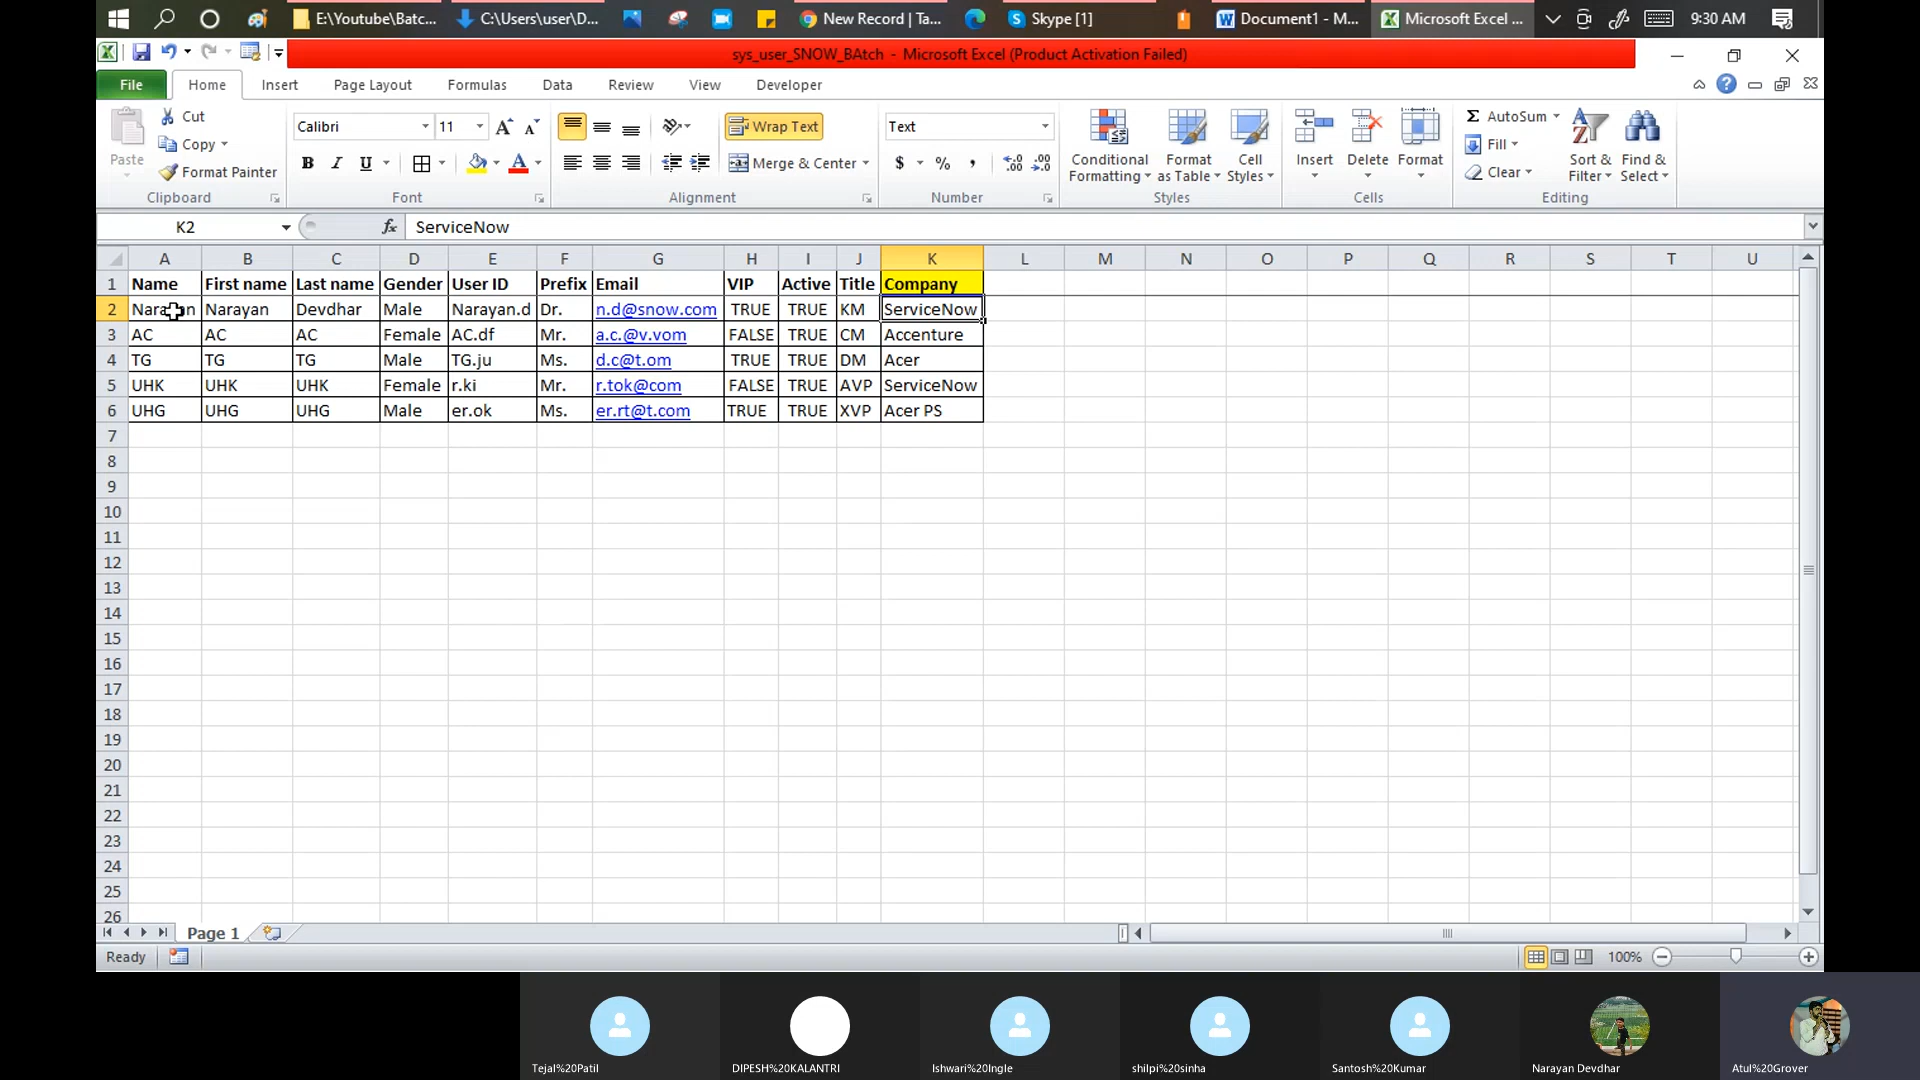 E:\Youtube\Batc... C:\Users\user\D... New Record | Ta... Skype [1] Document1 - M... Microsoft Excel ... 9:30 AM
sys_user_SNOW_BAtch - Microsoft Excel (Product Activation Failed)
File Home Insert Page Layout Formulas Data Review View Developer
Paste Cut Copy Format Painter Clipboard
Calibri 11 B I U Font
Wrap Text Merge & Center Alignment
Text $ % , Number
Conditional Formatting Format as Table Cell Styles Styles
Insert Delete Format Cells
AutoSum Fill Clear Sort & Filter Find & Select Editing
K2 fx ServiceNow
A B C D E F G H I J K L M N O P Q R S T U
1 Name First name Last name Gender User ID Prefix Email VIP Active Title Company
2 Narayan Narayan Devdhar Male Narayan.d Dr. n.d@snow.com TRUE TRUE KM ServiceNow
3 AC AC AC Female AC.df Mr. a.c.@v.vom FALSE TRUE CM Accenture
4 TG TG TG Male TG.ju Ms. d.c@t.om TRUE TRUE DM Acer
5 UHK UHK UHK Female r.ki Mr. r.tok@com FALSE TRUE AVP ServiceNow
6 UHG UHG UHG Male er.ok Ms. er.rt@t.com TRUE TRUE XVP Acer PS
7
8
9
10
11
12
13
14
15
16
17
18
19
20
21
22
23
24
25
26
Page 1
Ready 100%
Tejal%20Patil DIPESH%20KALANTRI Ishwari%20Ingle shilpi%20sinha Santosh%20Kumar Narayan Devdhar Atul%20Grover